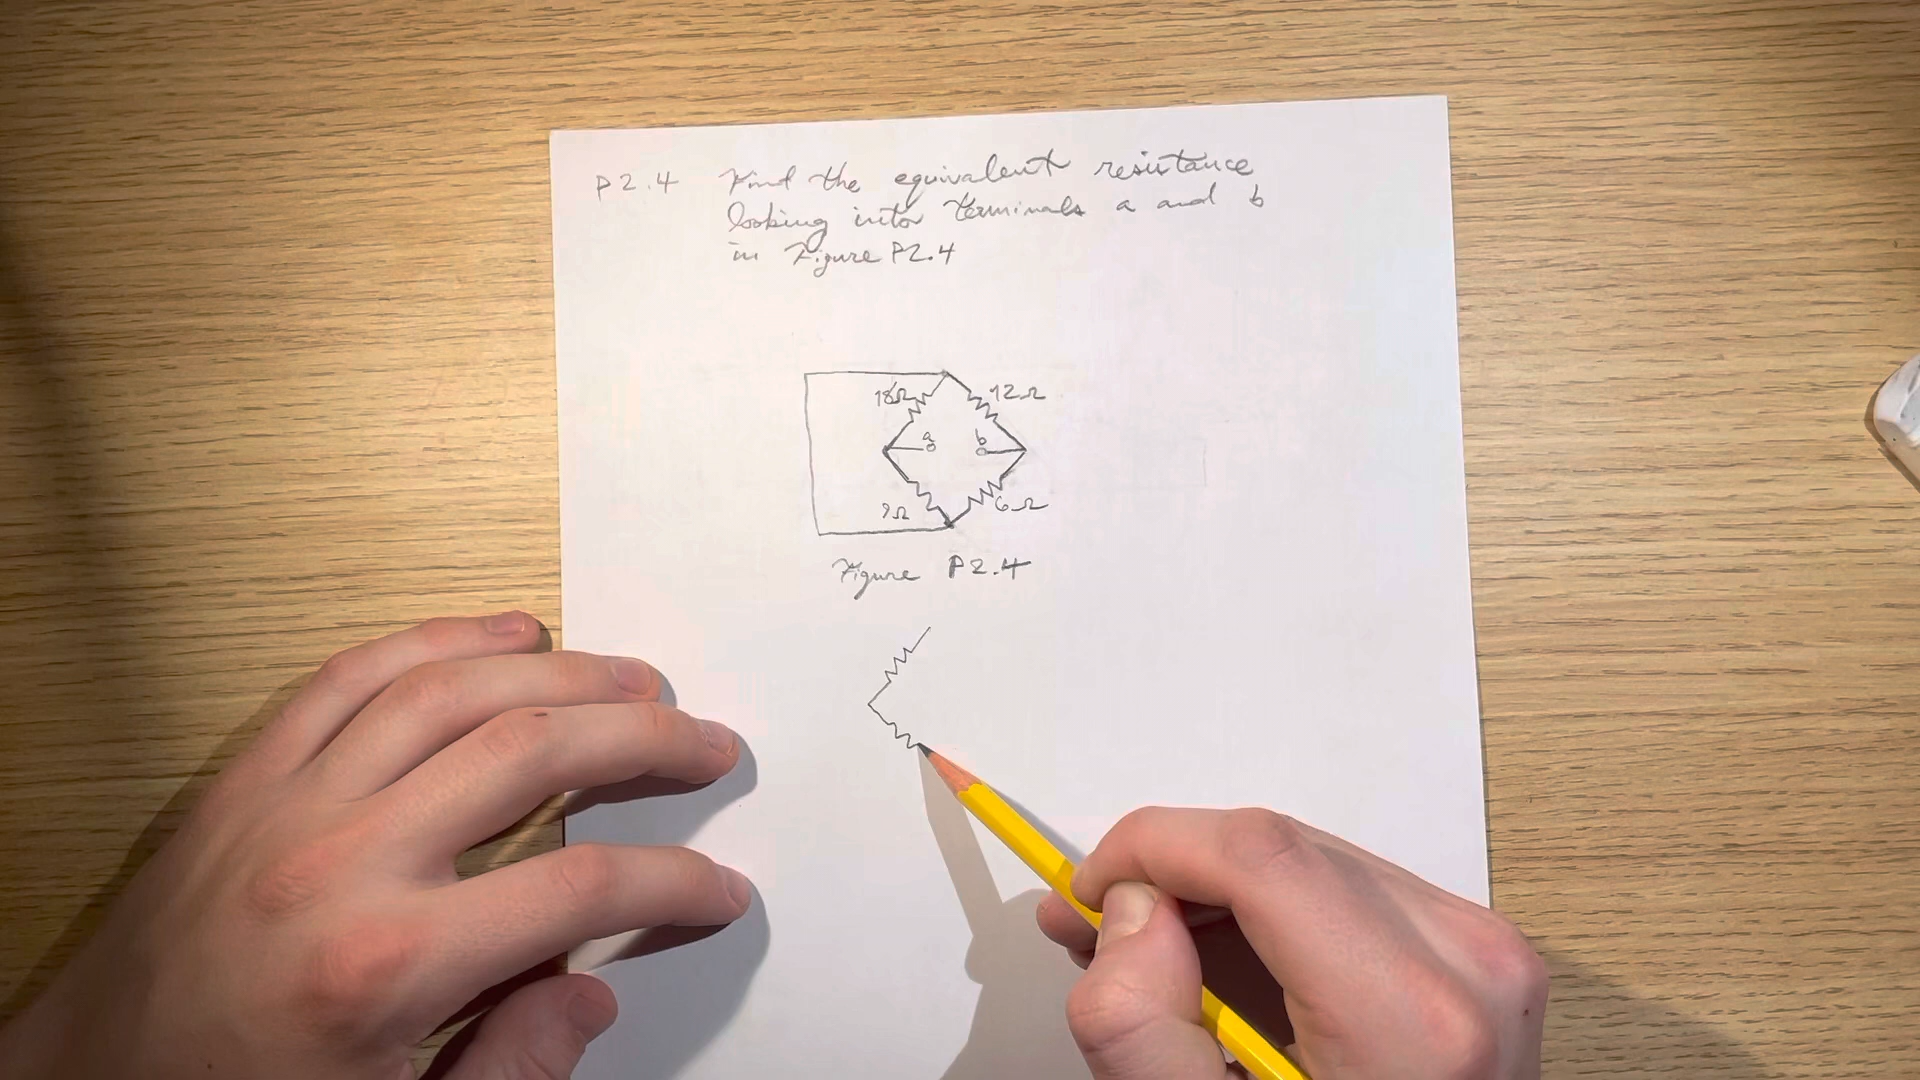 P2.4 Find the equivalent resistance
looking into terminals a and b
in Figure P2.4
18Ω 12Ω
a b
9Ω 6Ω
Figure P2.4